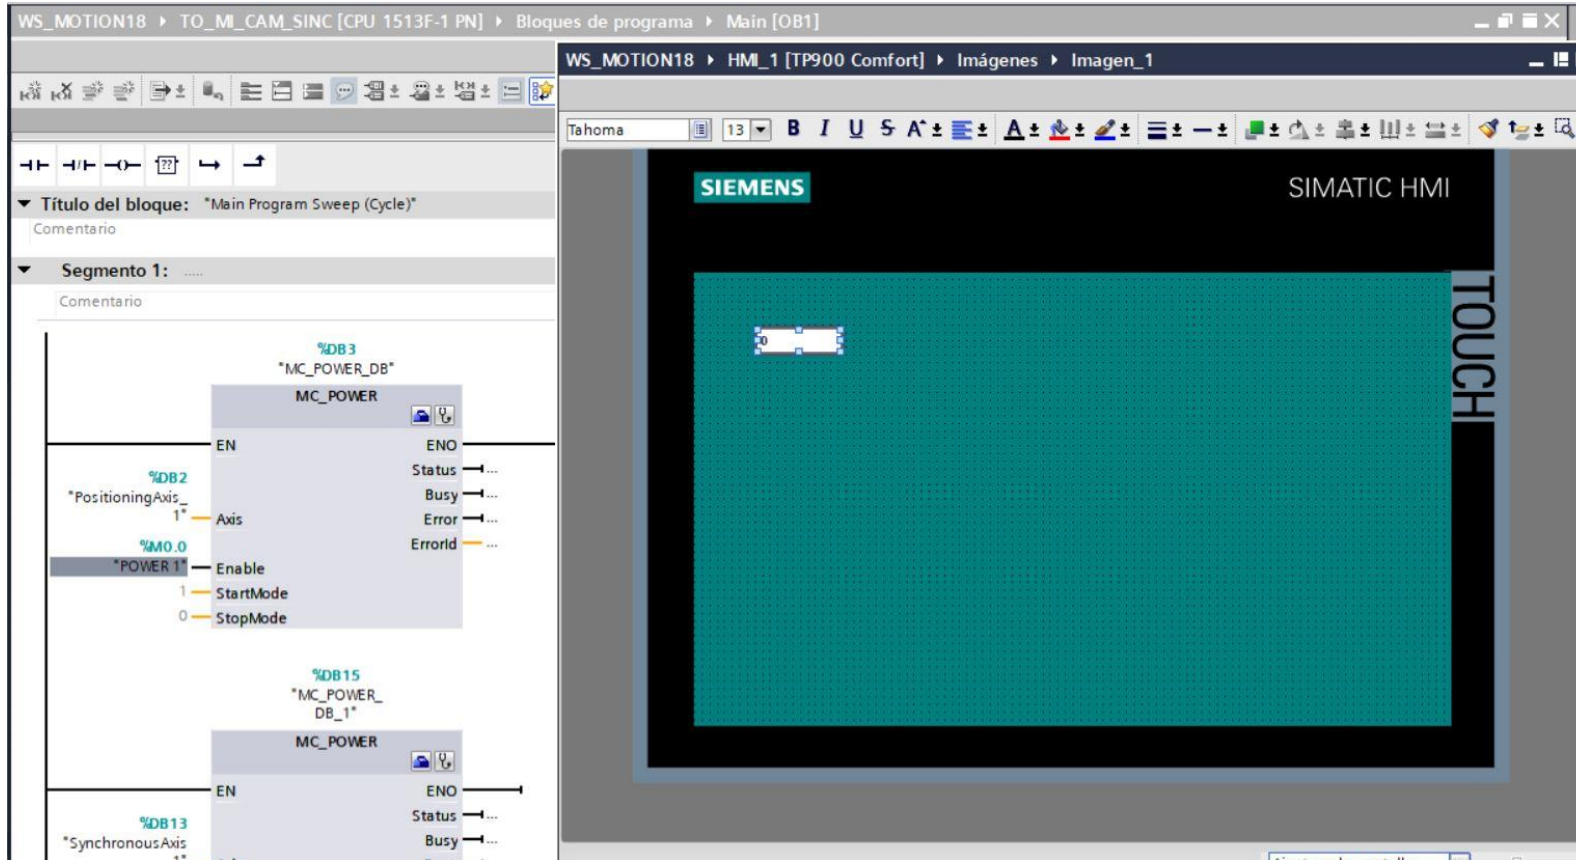 WS_MOTION18 ▸ TO_MI_CAM_SINC [CPU 1513F-1 PN] ▸ Bloques de programa ▸ Main [OB1]
Título del bloque: "Main Program Sweep (Cycle)"
Comentario
Segmento 1: .....
Comentario
%DB3
"MC_POWER_DB"
MC_POWER
EN ENO
Status ...
%DB2
"PositioningAxis_
1"
Busy ...
Axis Error ...
%M0.0
ErrorId ...
"POWER 1" Enable
1 StartMode
0 StopMode
%DB15
"MC_POWER_
DB_1"
MC_POWER
EN ENO
Status ...
%DB13
"SynchronousAxis
Busy ...
WS_MOTION18 ▸ HMI_1 [TP900 Comfort] ▸ Imágenes ▸ Imagen_1
Tahoma 13 B I U S A A
SIEMENS
SIMATIC HMI
TOUCH
0